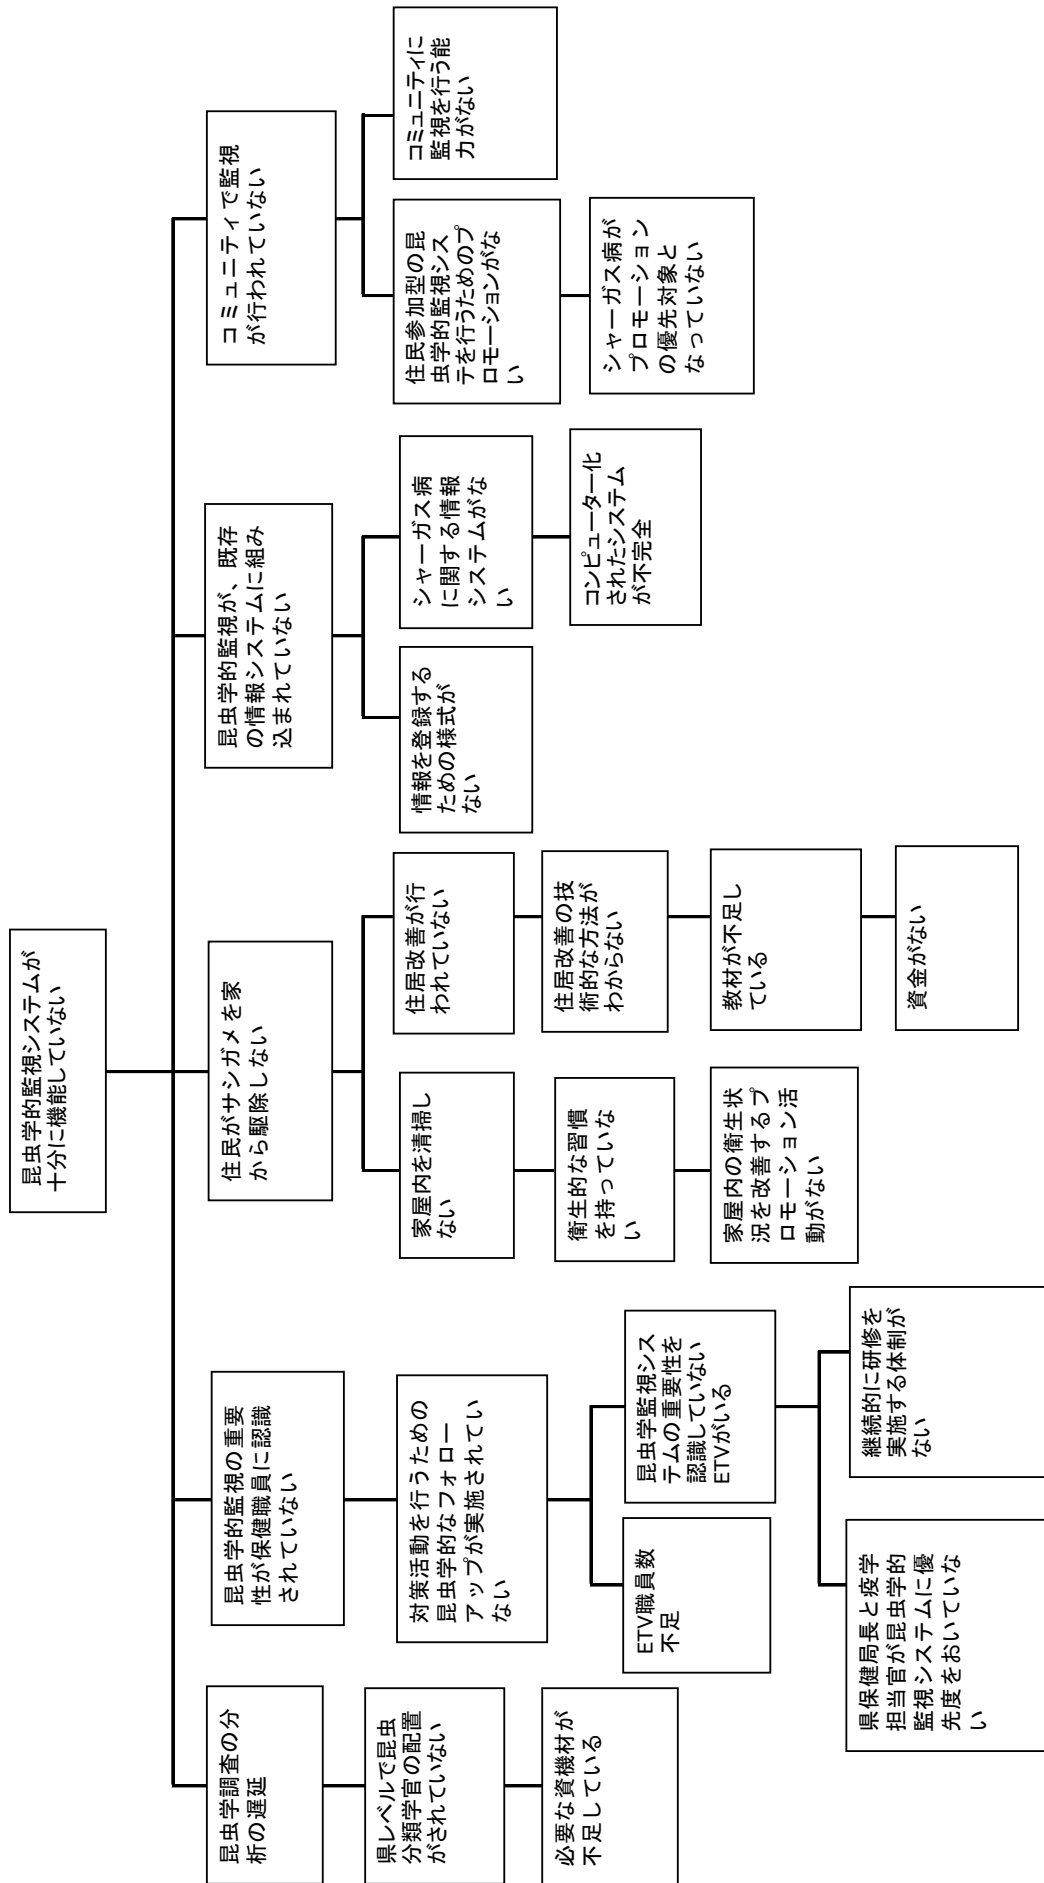 昆虫学的監視システムが
十分に機能していない
昆虫学調査の分
析の遅延
県レベルで昆虫
分類学官の配置
がされていない
必要な資機材が
不足している
昆虫学的監視の重要
性が保健職員に認識
されていない
対策活動を行うための
昆虫学的なフォロー
アップが実施されてい
ない
ETV職員数
不足
昆虫学監視シス
テムの重要性を
認識していない
ETVがいる
県保健局長と疫学
担当官が昆虫学的
監視システムに優
先度をおいていな
い
継続的に研修を
実施する体制が
ない
住民がサシガメを家
から駆除しない
家屋内を清掃し
ない
衛生的な習慣
を持っていな
い
家屋内の衛生状
況を改善するプ
ロモーション活
動がない
住居改善が行
われていない
住居改善の技
術的な方法が
わからない
教材が不足し
ている
資金がない
昆虫学的監視が、既存
の情報システムに組み
込まれていない
情報を登録する
ための様式が
ない
シャーガス病
に関する情報
システムがな
い
コンピューター化
されたシステム
が不完全
コミュニティで監視
が行われていない
住民参加型の昆
虫学的監視シス
テを行うためのプ
ロモーションがな
い
シャーガス病が
プロモーション
の優先対象と
なっていない
コミュニティに
監視を行う能
力がない